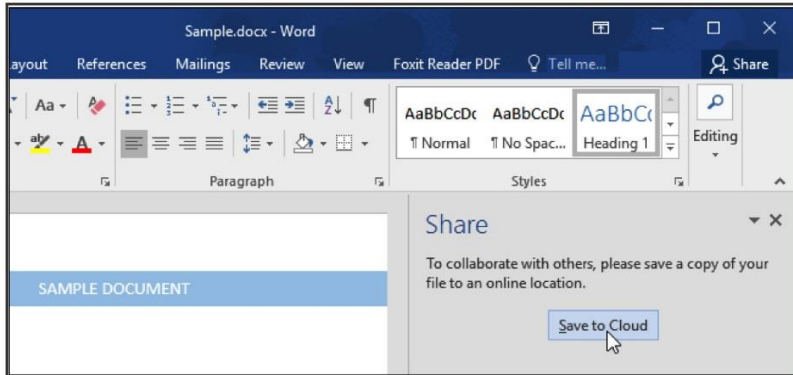 Sample.docx - Word
ayout References Mailings Review View Foxit Reader PDF Tell me... Share
Aa
AaBbCcDc AaBbCcDc AaBbC
¶ Normal ¶ No Spac... Heading 1
Editing
aby A
Paragraph Styles
Share
To collaborate with others, please save a copy of your
file to an online location.
SAMPLE DOCUMENT
Save to Cloud